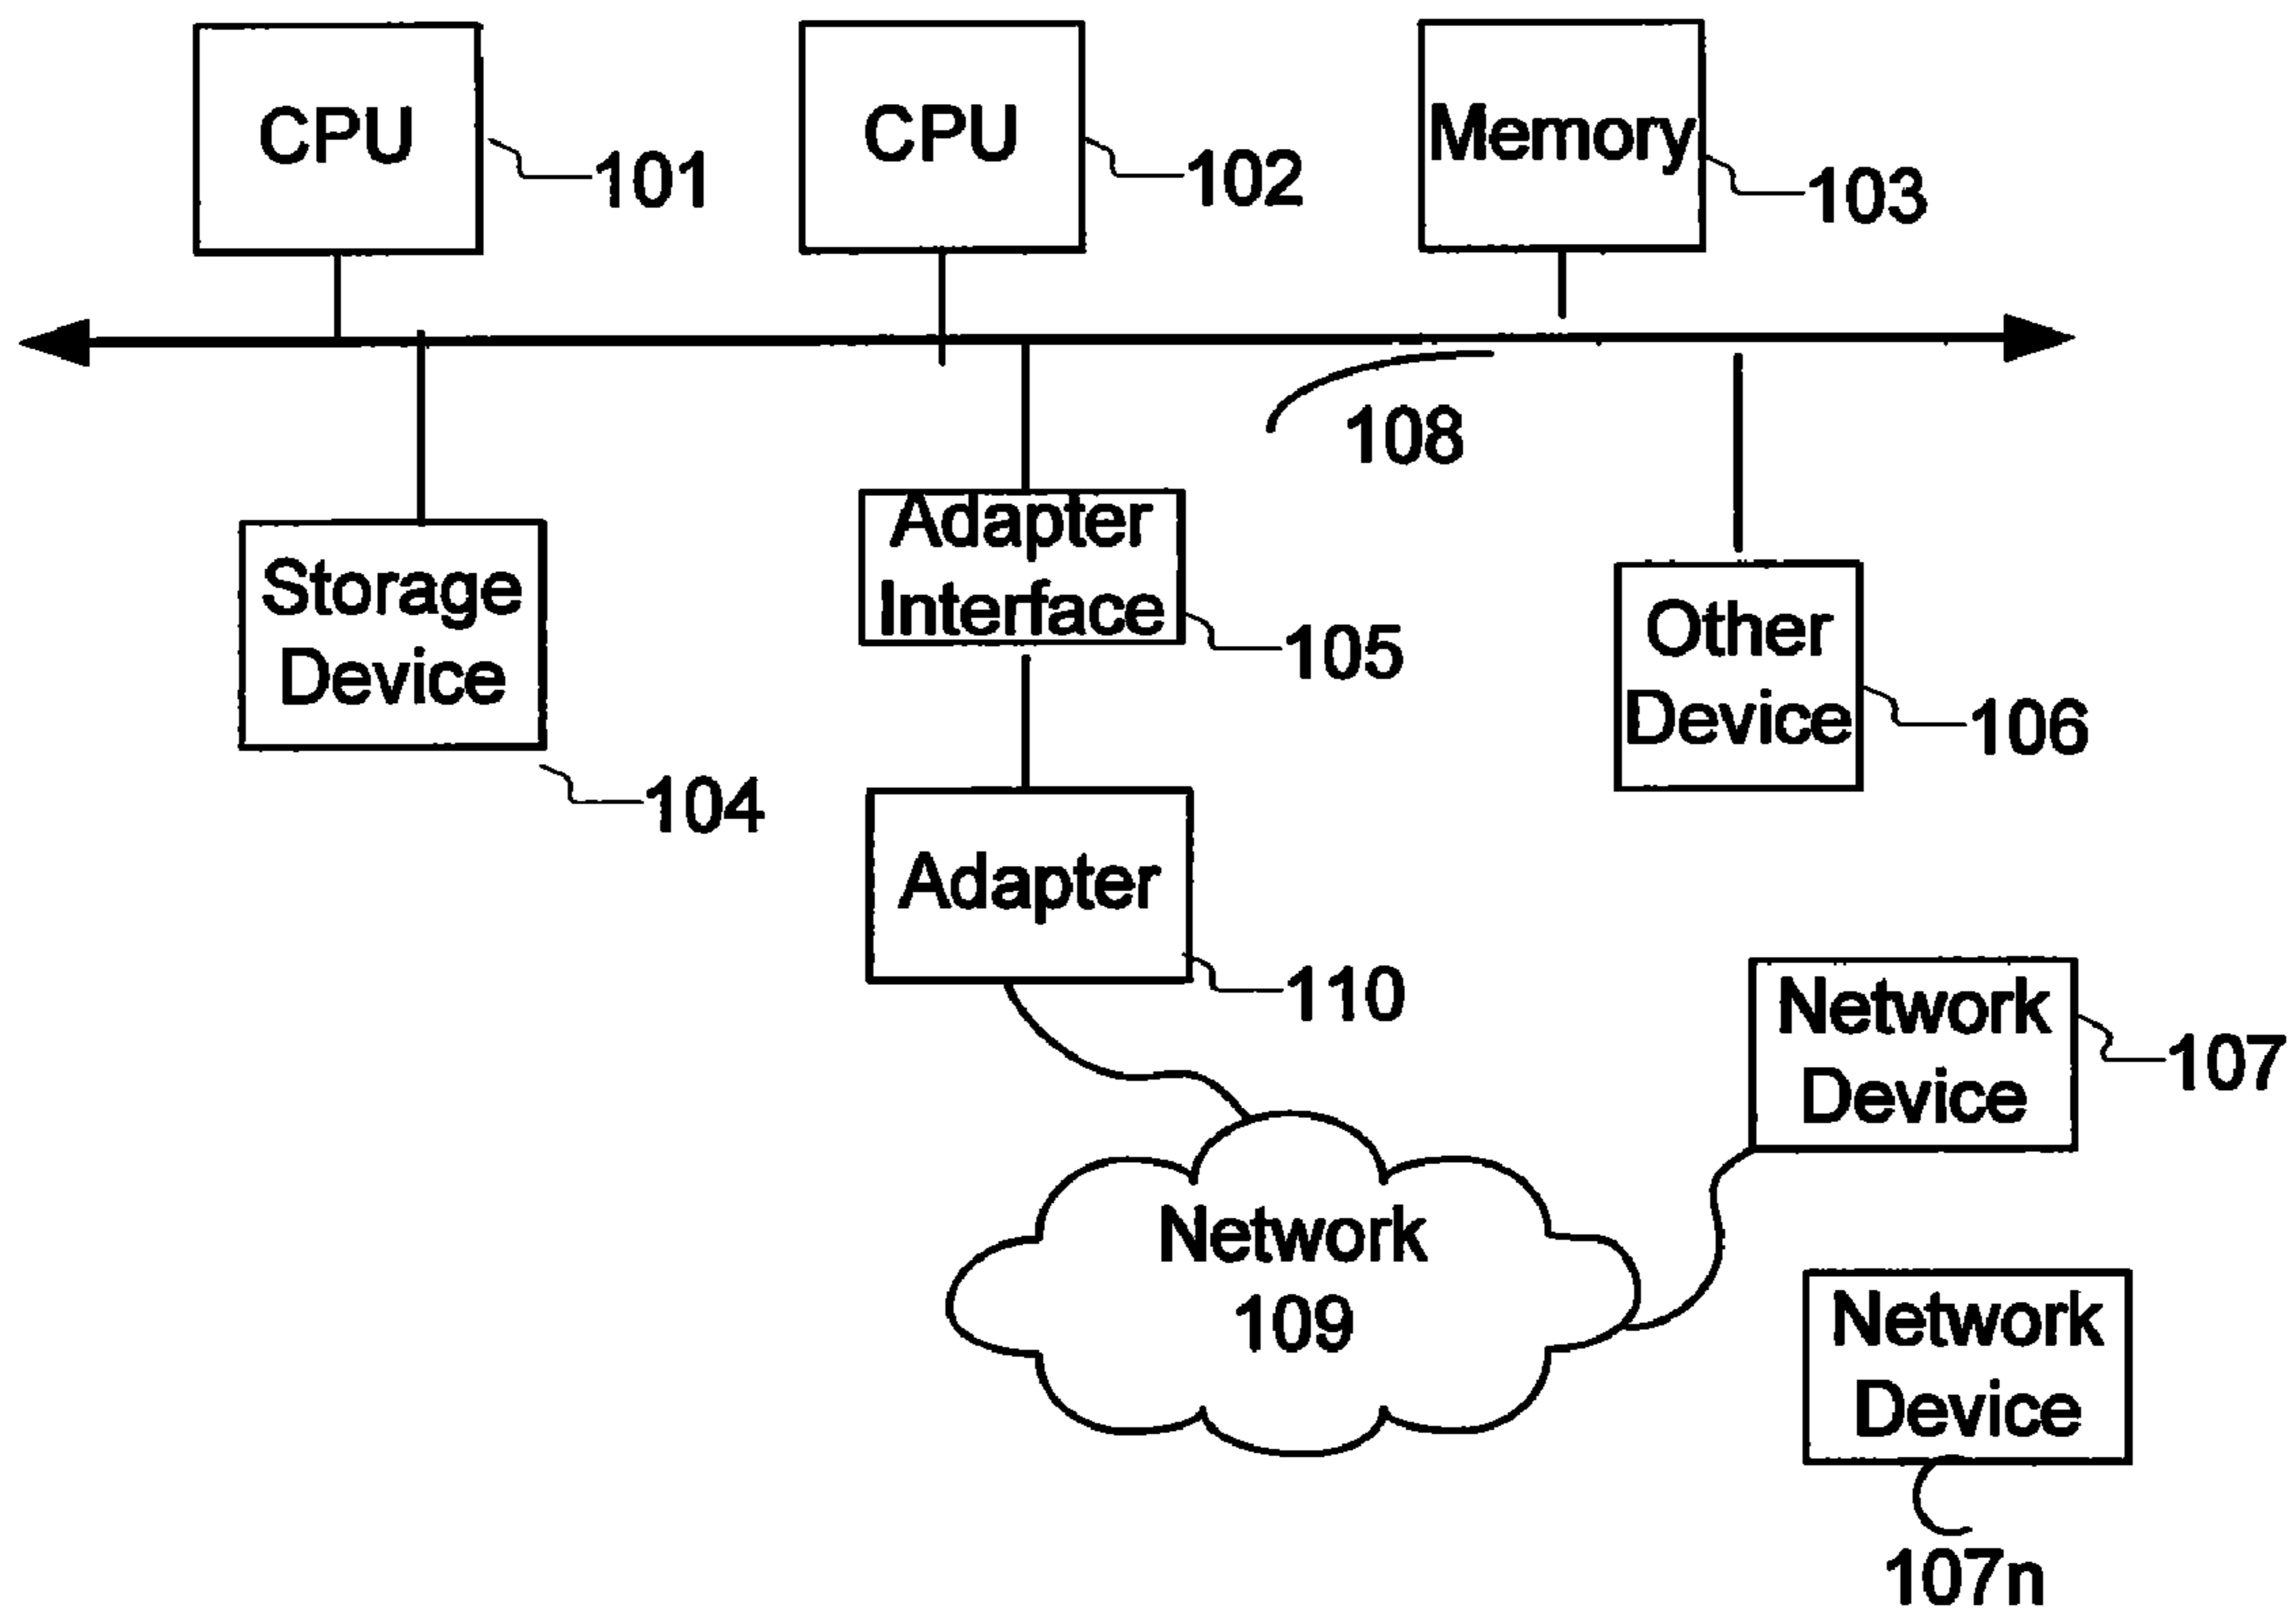 CPU
101
CPU
102
Memory
103
108
Storage
Device
104
Adapter
Interface
105
Other
Device
106
Adapter
110
Network
Device
107
Network
109
Network
Device
107n